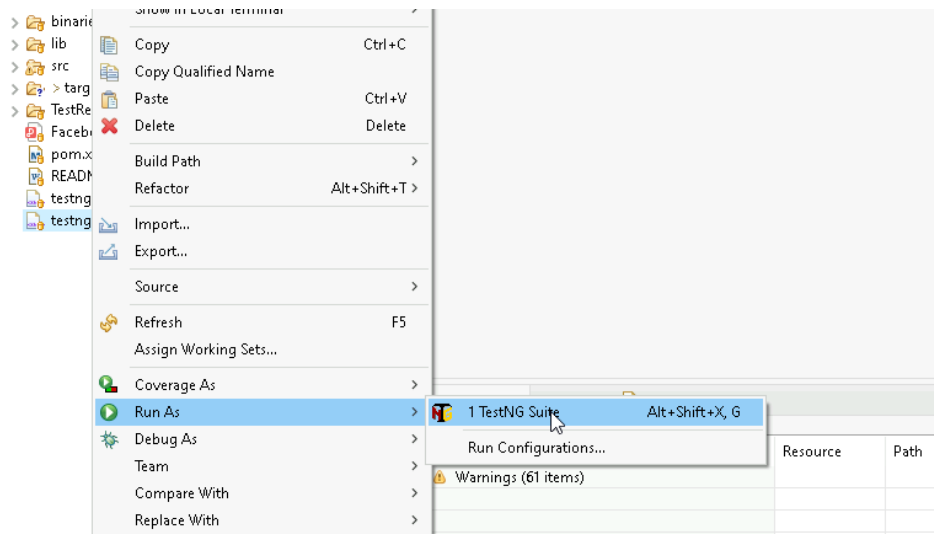 binarie
lib
src
> targ
TestRe
Facebo
pom.x
READM
testng
testng
Show in Local Terminal
Copy Ctrl+C
Copy Qualified Name
Paste Ctrl+V
Delete Delete
Build Path
Refactor Alt+Shift+T
Import...
Export...
Source
Refresh F5
Assign Working Sets...
Coverage As
Run As
Debug As
Team
Compare With
Replace With
1 TestNG Suite Alt+Shift+X, G
Run Configurations...
Resource Path
Warnings (61 items)